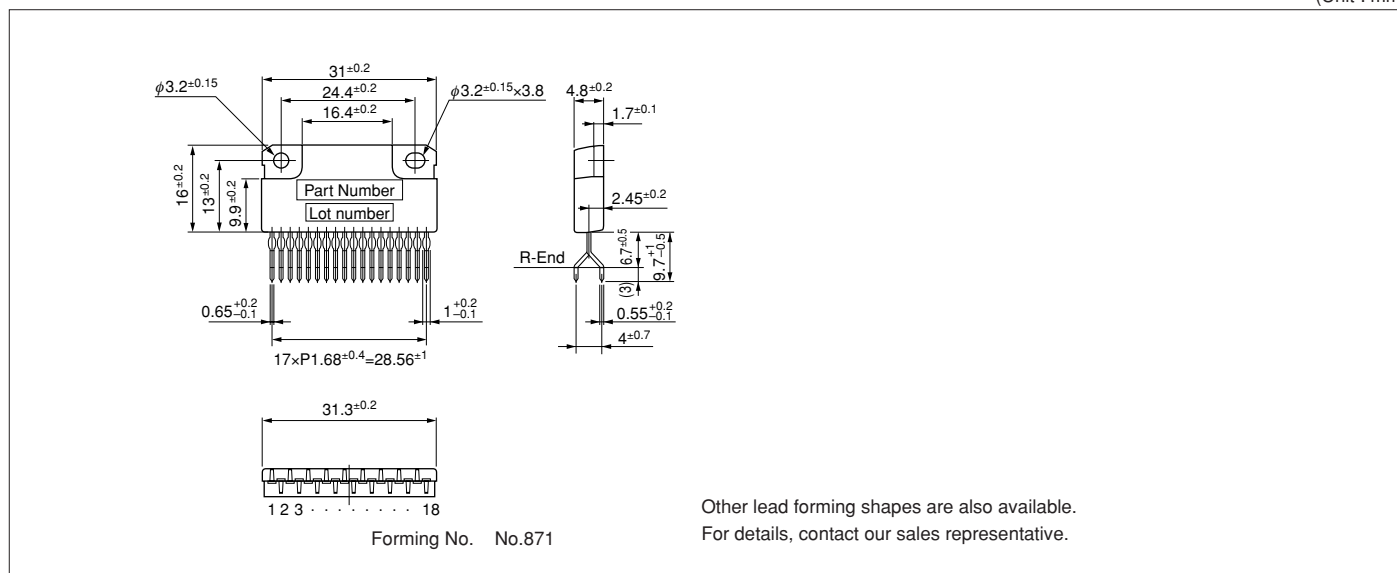 31±0.2
φ3.2±0.15
24.4±0.2
φ3.2±0.15×3.8
16.4±0.2
4.8±0.2
1.7±0.1
16±0.2
13±0.2
9.9±0.2
Part Number
Lot number
2.45±0.2
R-End
6.7±0.5
9.7+1−0.5
(3)
0.65+0.2−0.1
1+0.2−0.1
0.55+0.2−0.1
4±0.7
17×P1.68±0.4=28.56±1
31.3±0.2
1 2 3 · · · · · · · · 18
Forming No. No.871
Other lead forming shapes are also available.
For details, contact our sales representative.